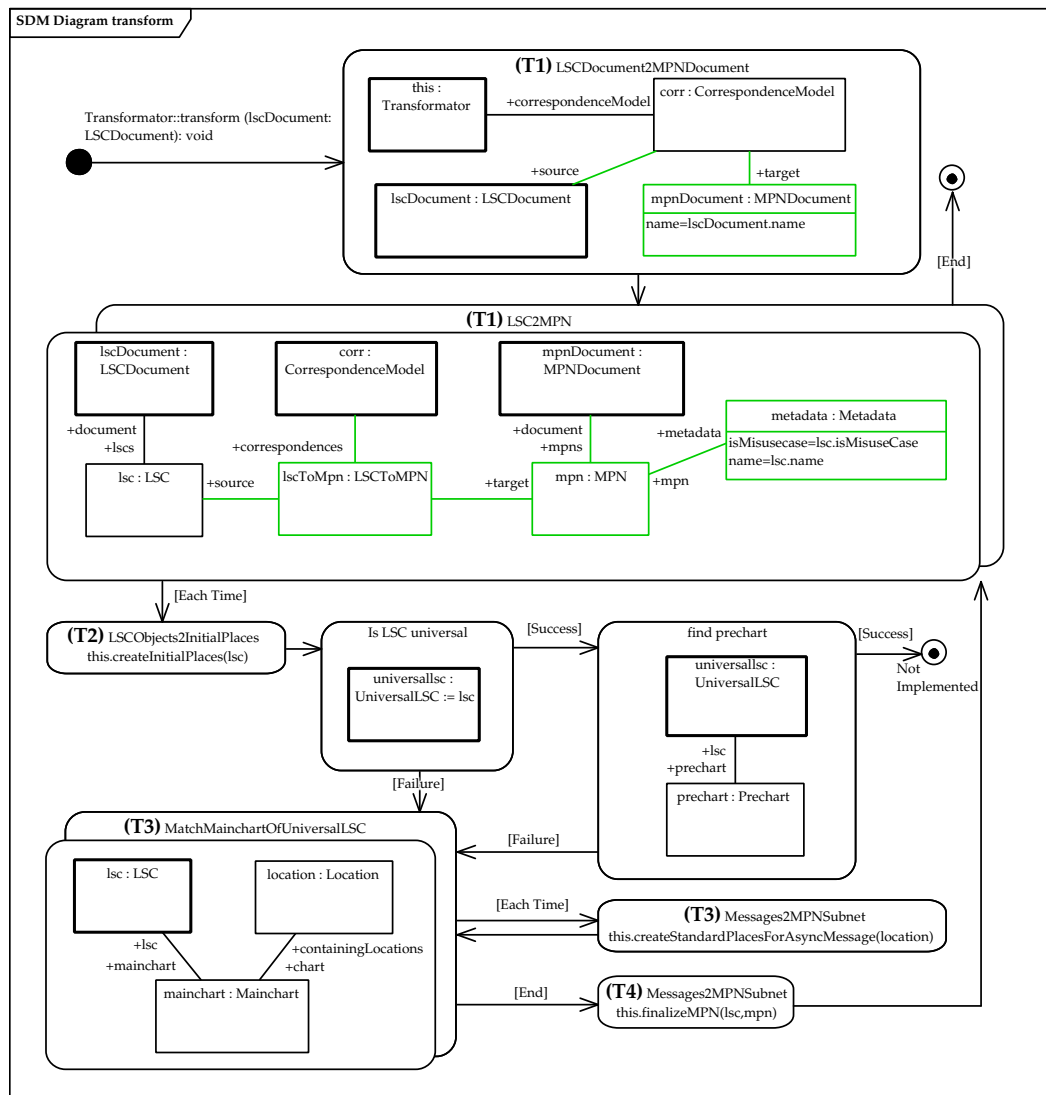 SDM Diagram transform
(T1) LSCDocument2MPNDocument
this :
Transformator
+correspondenceModel
corr : CorrespondenceModel
Transformator::transform (lscDocument:
LSCDocument): void
+source
+target
lscDocument : LSCDocument
mpnDocument : MPNDocument
name=lscDocument.name
[End]
(T1) LSC2MPN
lscDocument :
LSCDocument
corr :
CorrespondenceModel
mpnDocument :
MPNDocument
metadata : Metadata
isMisusecase=lsc.isMisuseCase
name=lsc.name
+document
+lscs
+correspondences
+document
+mpns
+metadata
+mpn
lsc : LSC
+source
lscToMpn : LSCToMPN
+target
mpn : MPN
[Each Time]
(T2) LSCObjects2InitialPlaces
this.createInitialPlaces(lsc)
Is LSC universal
universallsc :
UniversalLSC := lsc
[Success]
find prechart
universallsc :
UniversalLSC
+lsc
+prechart
prechart : Prechart
[Success]
Not
Implemented
[Failure]
(T3) MatchMainchartOfUniversalLSC
[Failure]
lsc : LSC
location : Location
+lsc
+mainchart
+containingLocations
+chart
mainchart : Mainchart
[Each Time]
(T3) Messages2MPNSubnet
this.createStandardPlacesForAsyncMessage(location)
[End]
(T4) Messages2MPNSubnet
this.finalizeMPN(lsc,mpn)